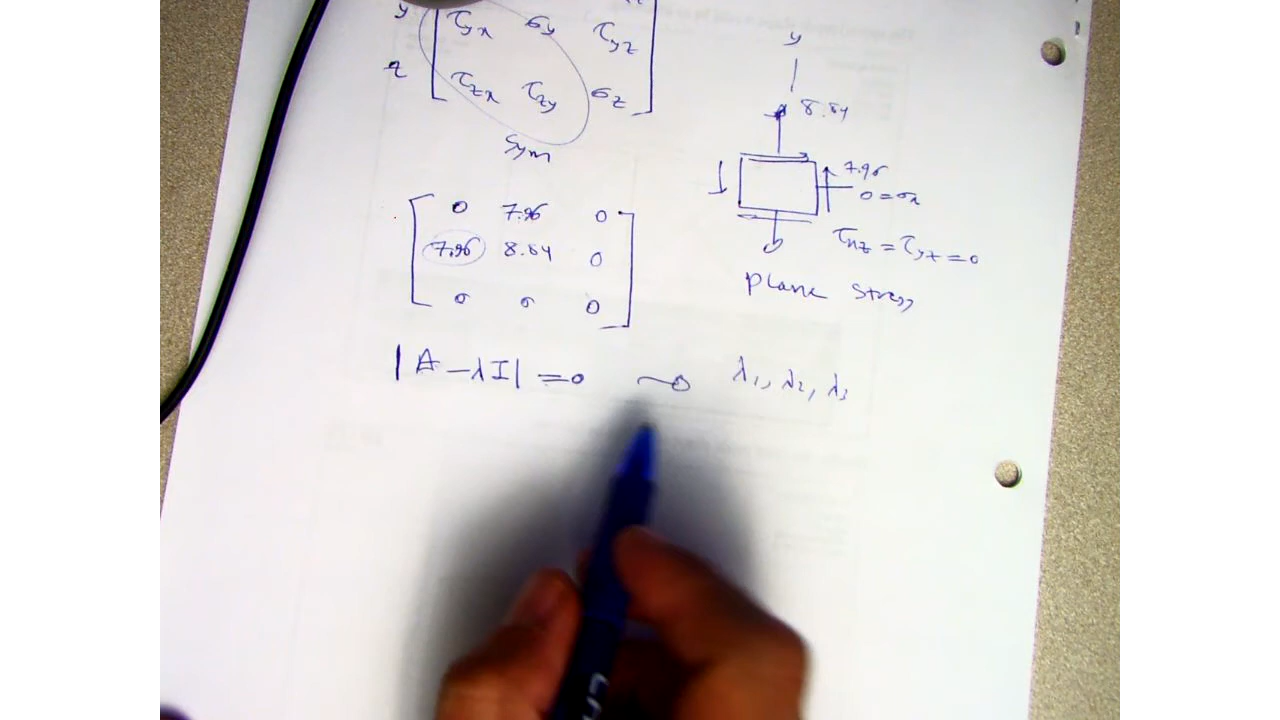 y τyx σy τyz
z τzx τzy σz
Sym
y
8.84
7.96
0 = σx
τxz = τyz = 0
Plane Stress
0 7.96 0
7.96 8.84 0
0 0 0
|A - λI| = 0 λ1, λ2, λ3